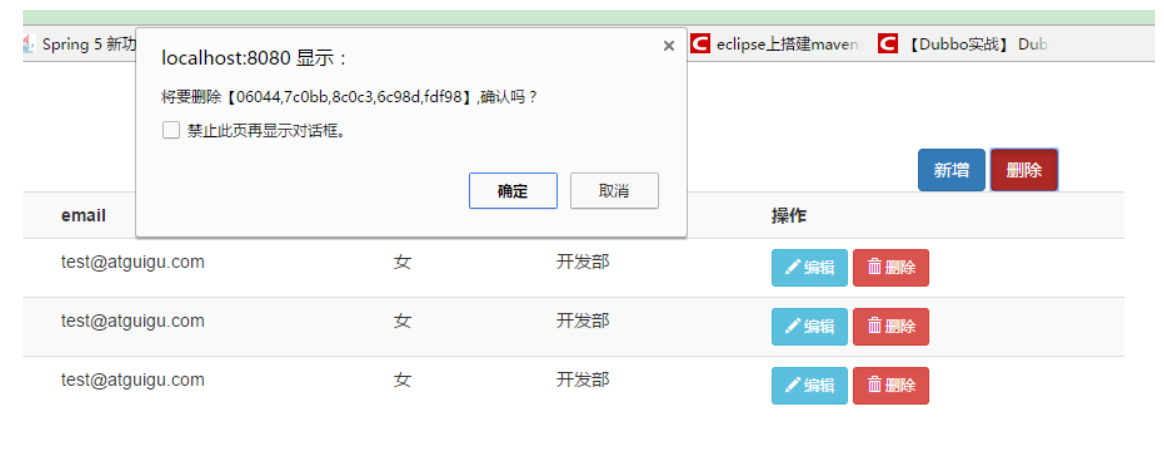 Spring 5 新功
eclipse上搭建maven
【Dubbo实战】 Dub
localhost:8080 显示：
将要删除【06044,7c0bb,8c0c3,6c98d,fdf98】,确认吗？
禁止此页再显示对话框。
确定 取消
新增 删除
email 操作
test@atguigu.com 女 开发部 编辑 删除
test@atguigu.com 女 开发部 编辑 删除
test@atguigu.com 女 开发部 编辑 删除